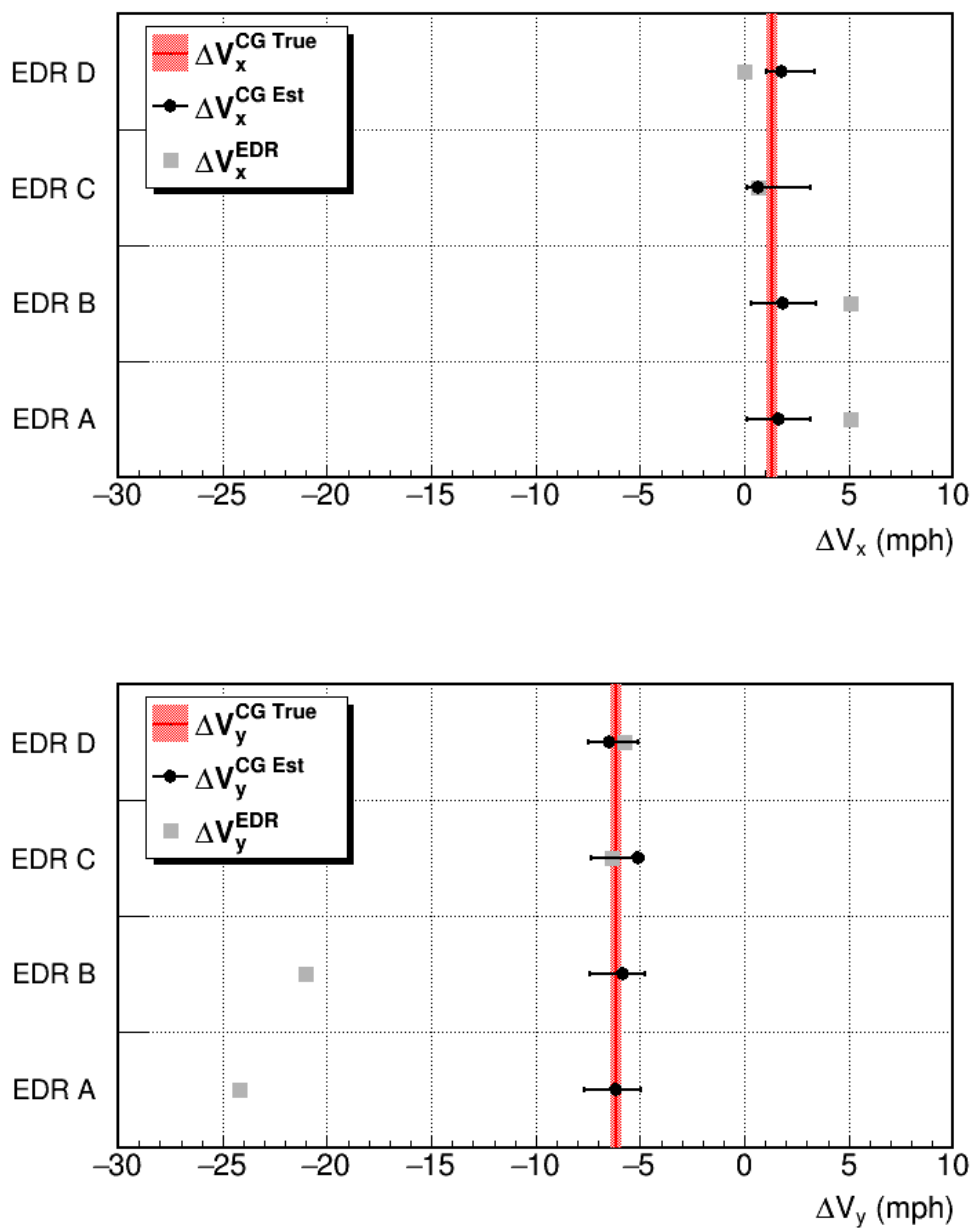 EDR D
EDR C
EDR B
EDR A
ΔV_x^CG True
ΔV_x^CG Est
ΔV_x^EDR
−30 −25 −20 −15 −10 −5 0 5 10
ΔV_x (mph)
EDR D
EDR C
EDR B
EDR A
ΔV_y^CG True
ΔV_y^CG Est
ΔV_y^EDR
−30 −25 −20 −15 −10 −5 0 5 10
ΔV_y (mph)